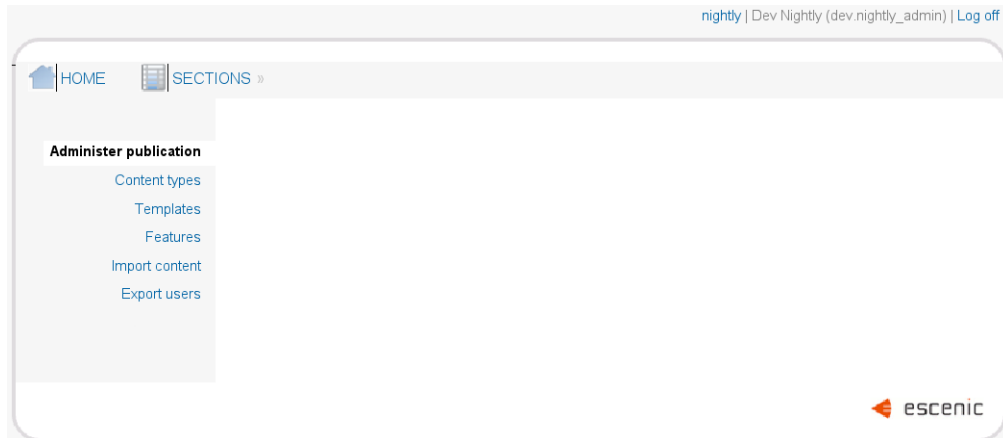 nightly | Dev Nightly (dev.nightly_admin) | Log off
HOME SECTIONS »
Administer publication
Content types
Templates
Features
Import content
Export users
escenic